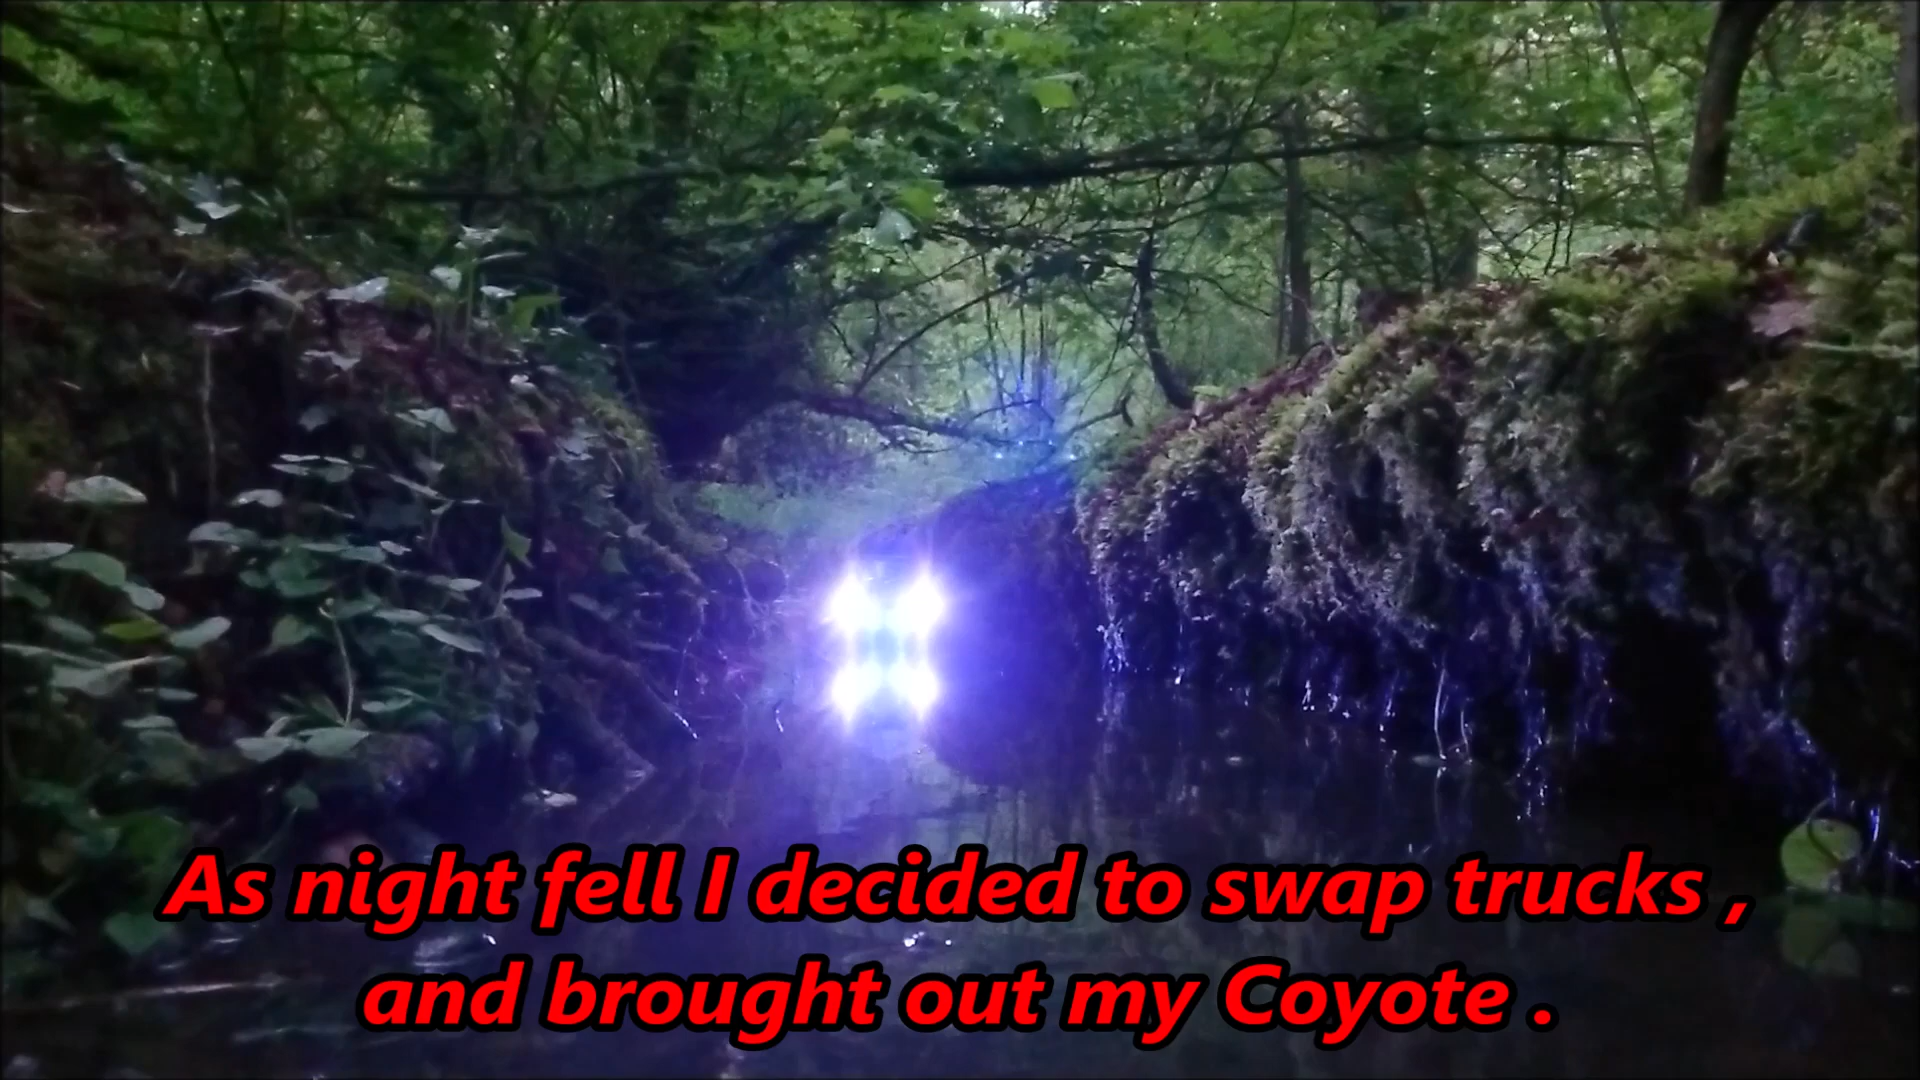 As night fell I decided to swap trucks ,
and brought out my Coyote .